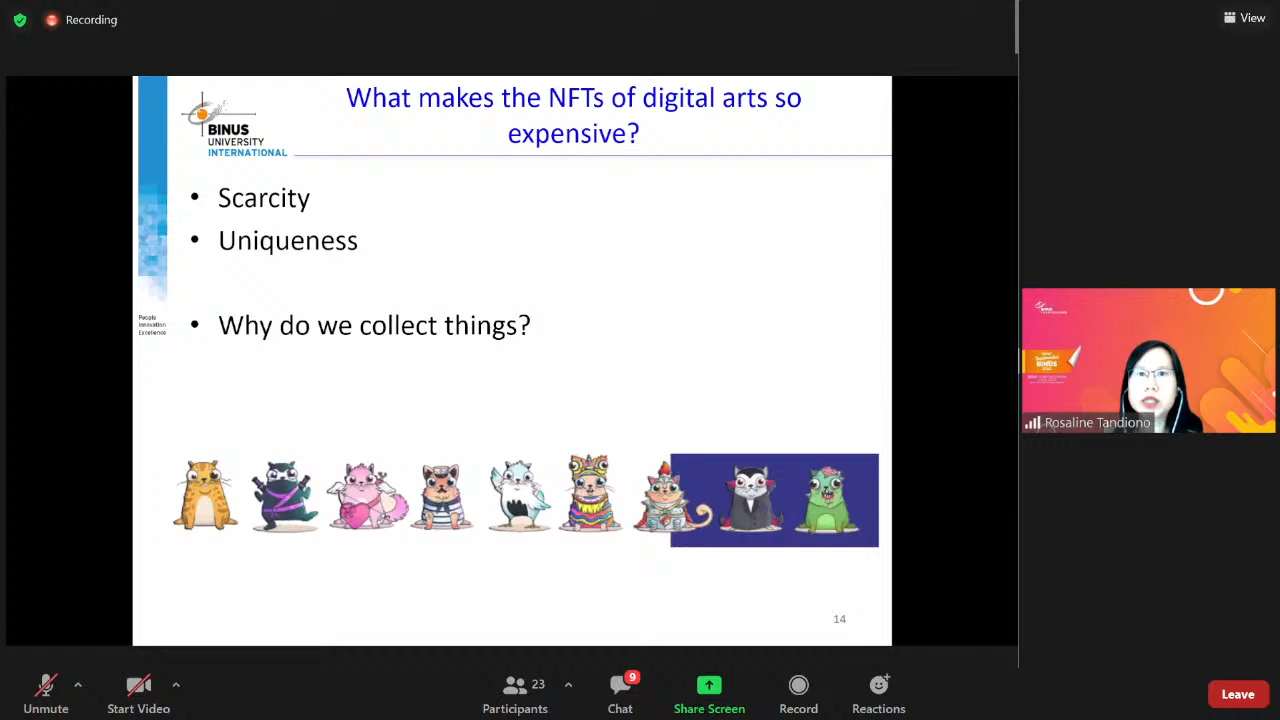 Recording
View
What makes the NFTs of digital arts so
expensive?
BINUS
UNIVERSITY
INTERNATIONAL
• Scarcity
• Uniqueness
People
Innovation
Excellence
• Why do we collect things?
14
BINUS
Rosaline Tandiono
Unmute
Start Video
23
Participants
9
Chat
Share Screen
Record
Reactions
Leave